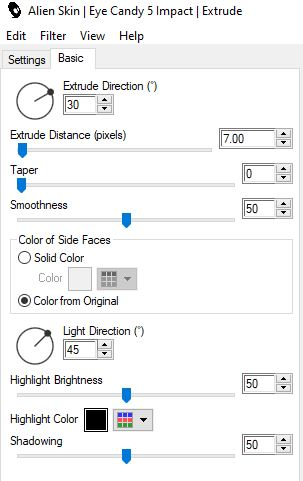 Alien Skin | Eye Candy 5 Impact | Extrude
Edit Filter View Help
Settings Basic
Extrude Direction (°)
30
Extrude Distance (pixels)
7.00
Taper
0
Smoothness
50
Color of Side Faces
Solid Color
Color
Color from Original
Light Direction (°)
45
Highlight Brightness
50
Highlight Color
Shadowing
50